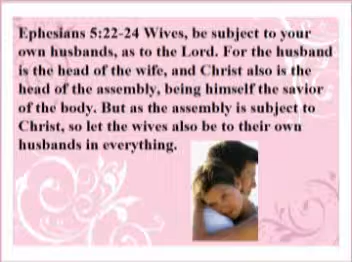 Ephesians 5:22-24 Wives, be subject to your
own husbands, as to the Lord. For the husband
is the head of the wife, and Christ also is the
head of the assembly, being himself the savior
of the body. But as the assembly is subject to
Christ, so let the wives also be to their own
husbands in everything.